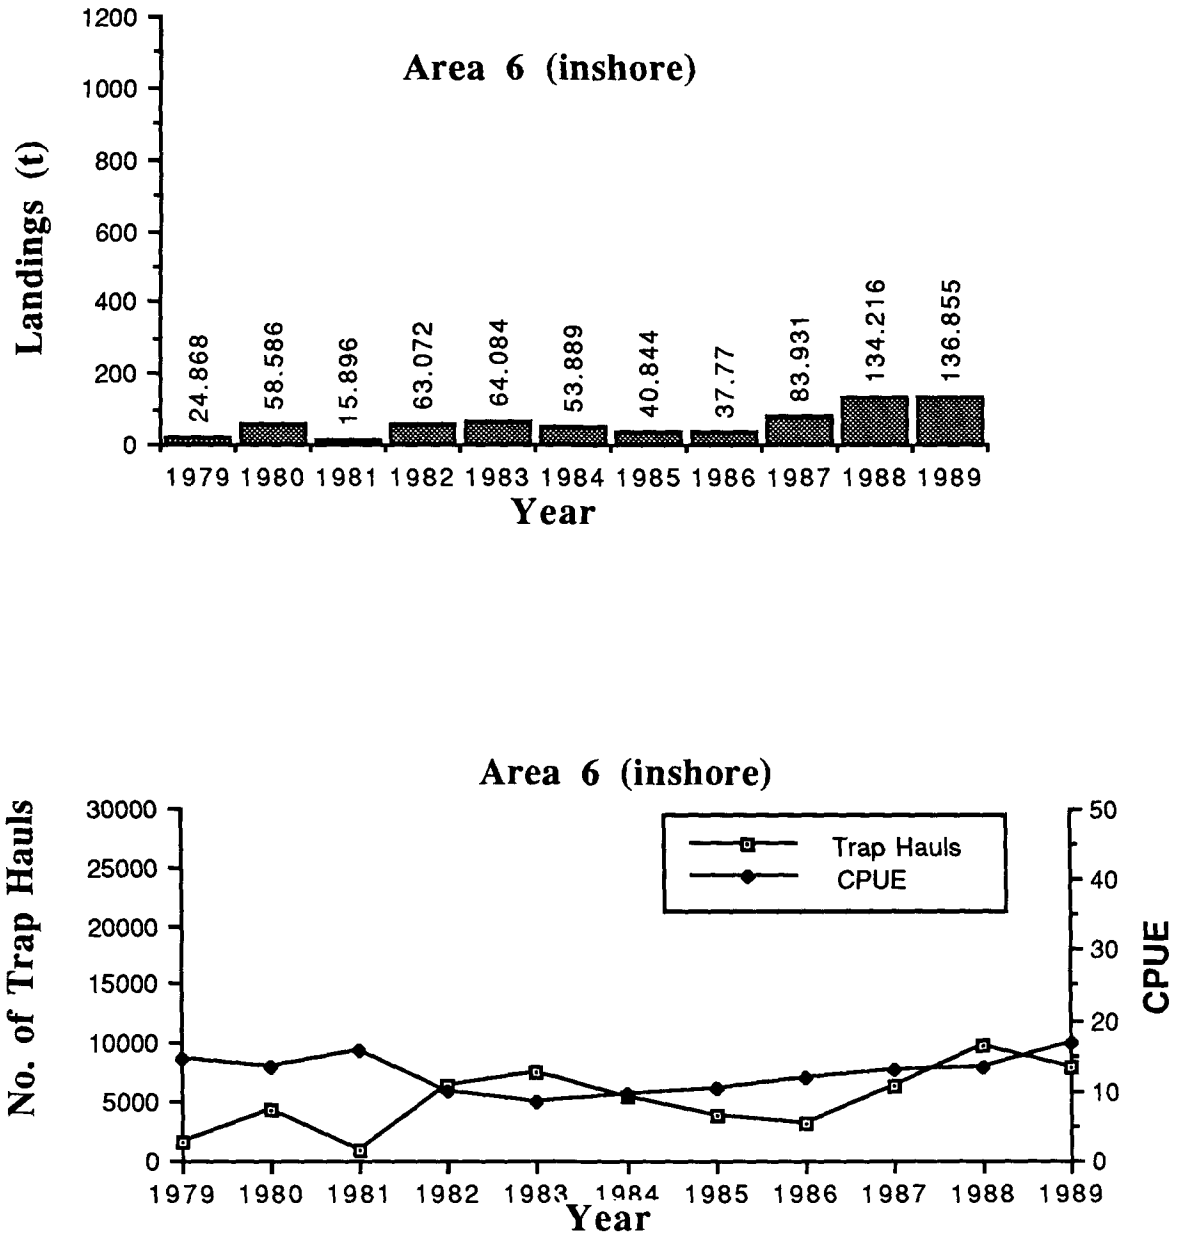 Area 6 (inshore)
Landings (t)
1200
1000
800
600
400
200
0
24.868
58.586
15.896
63.072
64.084
53.889
40.844
37.77
83.931
134.216
136.855
1979 1980 1981 1982 1983 1984 1985 1986 1987 1988 1989
Year
Area 6 (inshore)
No. of Trap Hauls
30000
25000
20000
15000
10000
5000
0
Trap Hauls
CPUE
50
40
30
20
10
0
CPUE
1979 1980 1981 1982 1983 1984 1985 1986 1987 1988 1989
Year